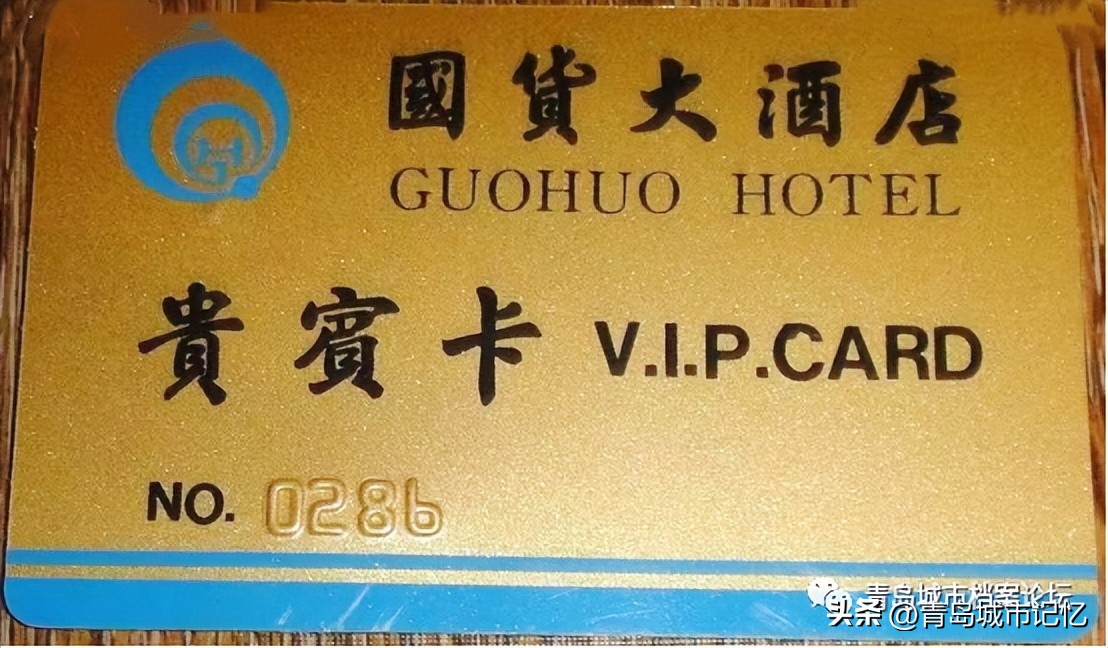 國貨大酒店
GUOHUO HOTEL
貴賓卡 V.I.P.CARD
NO. 0286
青岛城市档案论坛
头条 @青岛城市记忆